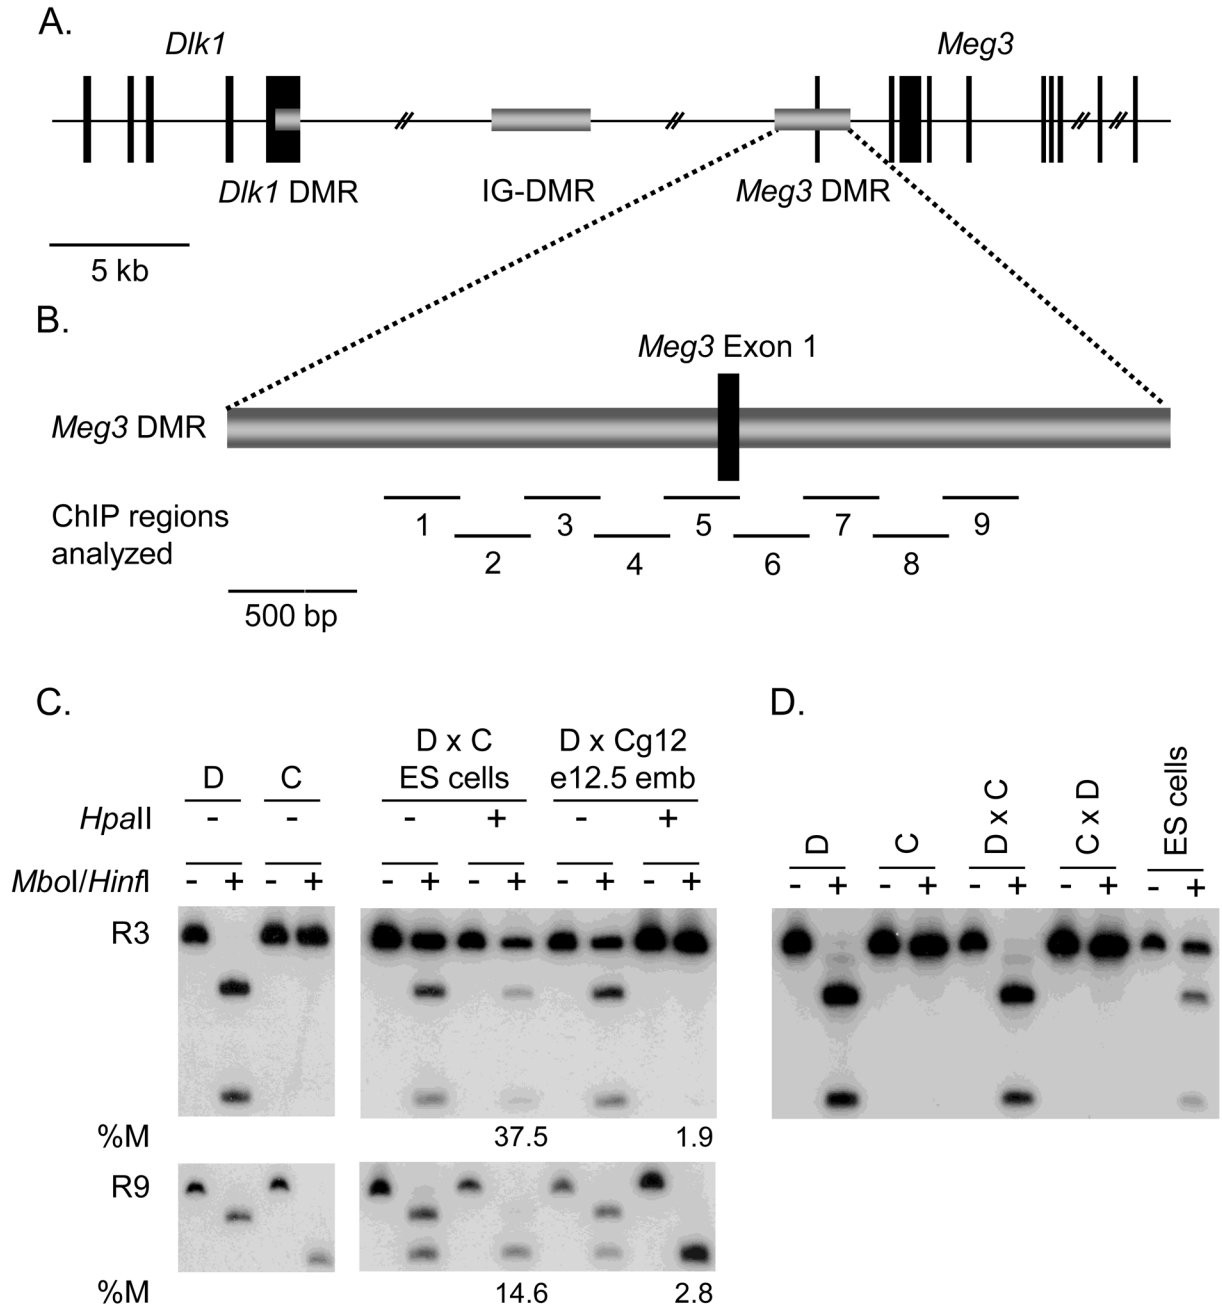 A.
Dlk1
Meg3
Dlk1 DMR
IG-DMR
Meg3 DMR
5 kb
B.
Meg3 Exon 1
Meg3 DMR
ChIP regions
analyzed
1 3 5 7 9
2 4 6 8
500 bp
C.
D C
D x C
ES cells
D x Cg12
e12.5 emb
HpaII - - - + - +
MboI/HinfI - + - + - + - + - + - +
R3
%M 37.5 1.9
R9
%M 14.6 2.8
D.
D C D x C C x D ES cells
- + - + - + - + - +